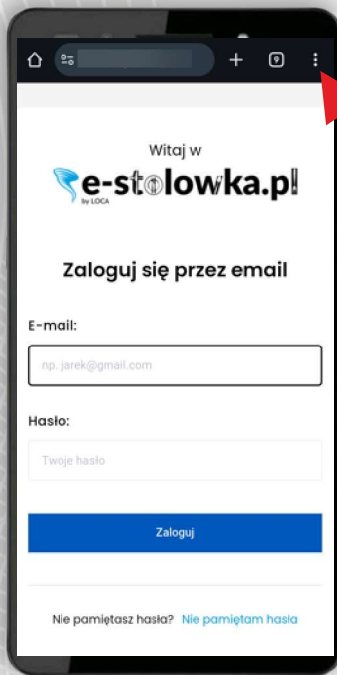 9
Witaj w
e-stolowka.pl
by LOCA
Zaloguj się przez email
E-mail:
np. jarek@gmail.com
Hasło:
Twoje hasło
Zaloguj
Nie pamiętasz hasła? Nie pamiętam hasła